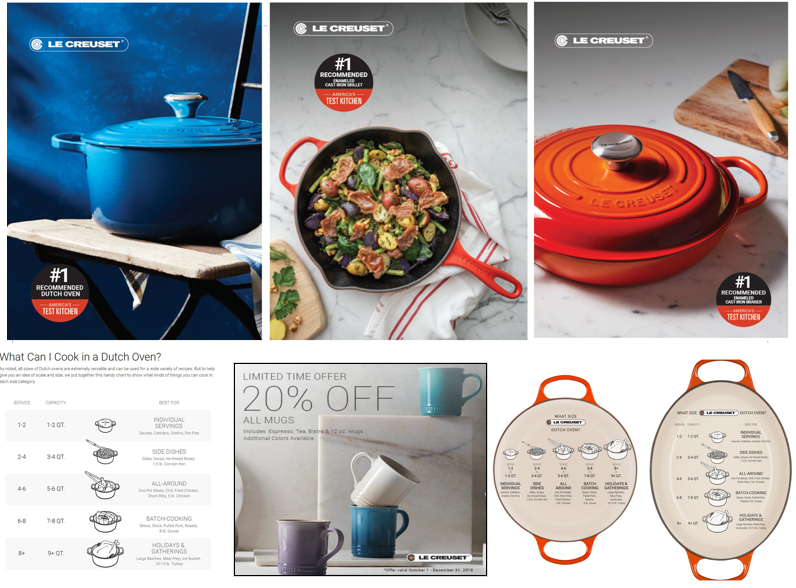 LE CREUSET®
#1
RECOMMENDED
DUTCH OVEN
AMERICA'S
TEST KITCHEN
LE CREUSET®
#1
RECOMMENDED
ENAMELED
CAST IRON SKILLET
AMERICA'S
TEST KITCHEN
LE CREUSET®
LE CREUSET
#1
RECOMMENDED
ENAMELED
CAST IRON BRAISER
AMERICA'S
TEST KITCHEN
What Can I Cook in a Dutch Oven?
As noted, all sizes of Dutch ovens are extremely versatile and can be used for a wide variety of recipes. But to help
give you an idea of scale and size, we put together this handy chart to show what kinds of things you can cook in
each size category.
SERVES CAPACITY BEST FOR
1-2 1-2 QT. INDIVIDUAL
SERVINGS
Sauces, Cobblers, Grains, Pot Pies
2-4 3-4 QT. SIDE DISHES
Sides, Soups, No Knead Bread,
1.5 lb. Cornish Hen
4-6 5-6 QT. ALL-AROUND
One Pot Meals, Chili, Fried Chicken,
Short Ribs, 5 lb. Chicken
6-8 7-8 QT. BATCH-COOKING
Stews, Stock, Pulled Pork, Roasts,
8 lb. Goose
8+ 9+ QT. HOLIDAYS &
GATHERINGS
Large Batches, Meal Prep, Ice Bucket,
10-15 lb. Turkey
LIMITED TIME OFFER
20% OFF
ALL MUGS
Includes: Espresso, Tea, Bistro & 12 oz. Mugs
Additional Colors Available
LE CREUSET
*Offer valid October 1 - December 31, 2019
WHAT SIZE
LE CREUSET
DUTCH OVEN?
1-2 2-4 4-6 6-8 8+
1-2 QT. 3-4 QT. 5-6 QT. 7-8 QT. 9+ QT.
INDIVIDUAL
SERVINGS
SIDE
DISHES
ALL
AROUND
BATCH
COOKING
HOLIDAYS &
GATHERINGS
WHAT SIZE LE CREUSET DUTCH OVEN?
1-2 1-2 QT. INDIVIDUAL
SERVINGS
2-4 3-4 QT. SIDE DISHES
4-6 5-6 QT. ALL-AROUND
6-8 7-8 QT. BATCH-COOKING
8+ 9+ QT. HOLIDAYS &
GATHERINGS